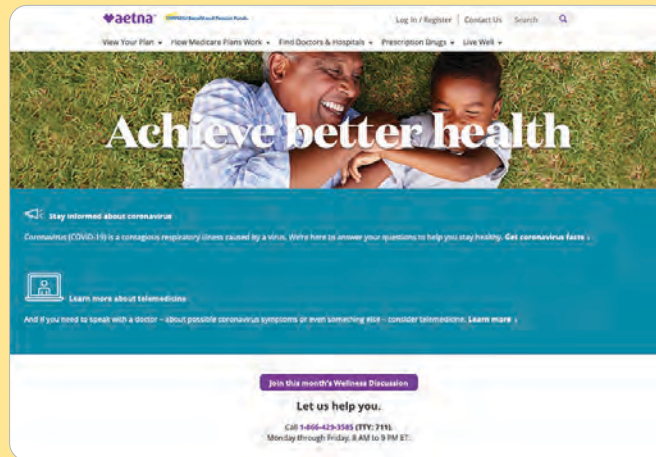 aetna
Benefit and Pension Funds
Log In / Register Contact Us Search
View Your Plan How Medicare Plans Work Find Doctors & Hospitals Prescription Drugs Live Well
Achieve better health
Stay informed about coronavirus
Coronavirus (COVID-19) is a contagious respiratory illness caused by a virus. We're here to answer your questions to help you stay healthy. Get coronavirus facts ›
Learn more about telemedicine
And if you need to speak with a doctor – about possible coronavirus symptoms or even something else – consider telemedicine. Learn more ›
Join this month's Wellness Discussion
Let us help you.
Call 1-866-429-3585 (TTY: 711).
Monday through Friday, 8 AM to 9 PM ET.